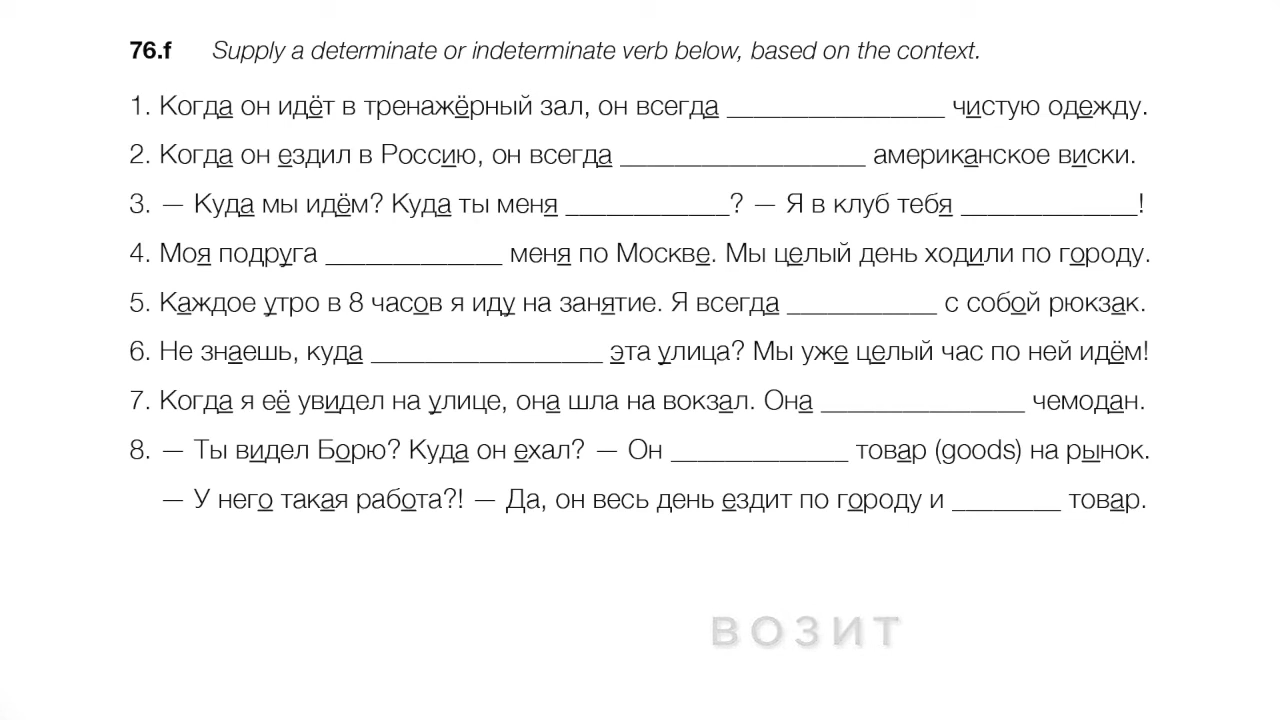 76.f Supply a determinate or indeterminate verb below, based on the context.
1. Когда он идёт в тренажёрный зал, он всегда ________________ чистую одежду.
2. Когда он ездил в Россию, он всегда __________________ американское виски.
3. — Куда мы идём? Куда ты меня ____________? — Я в клуб тебя _____________!
4. Моя подруга _____________ меня по Москве. Мы целый день ходили по городу.
5. Каждое утро в 8 часов я иду на занятие. Я всегда ___________ с собой рюкзак.
6. Не знаешь, куда _________________ эта улица? Мы уже целый час по ней идём!
7. Когда я её увидел на улице, она шла на вокзал. Она _______________ чемодан.
8. — Ты видел Борю? Куда он ехал? — Он _____________ товар (goods) на рынок.
— У него такая работа?! — Да, он весь день ездит по городу и ________ товар.
ВОЗИТ